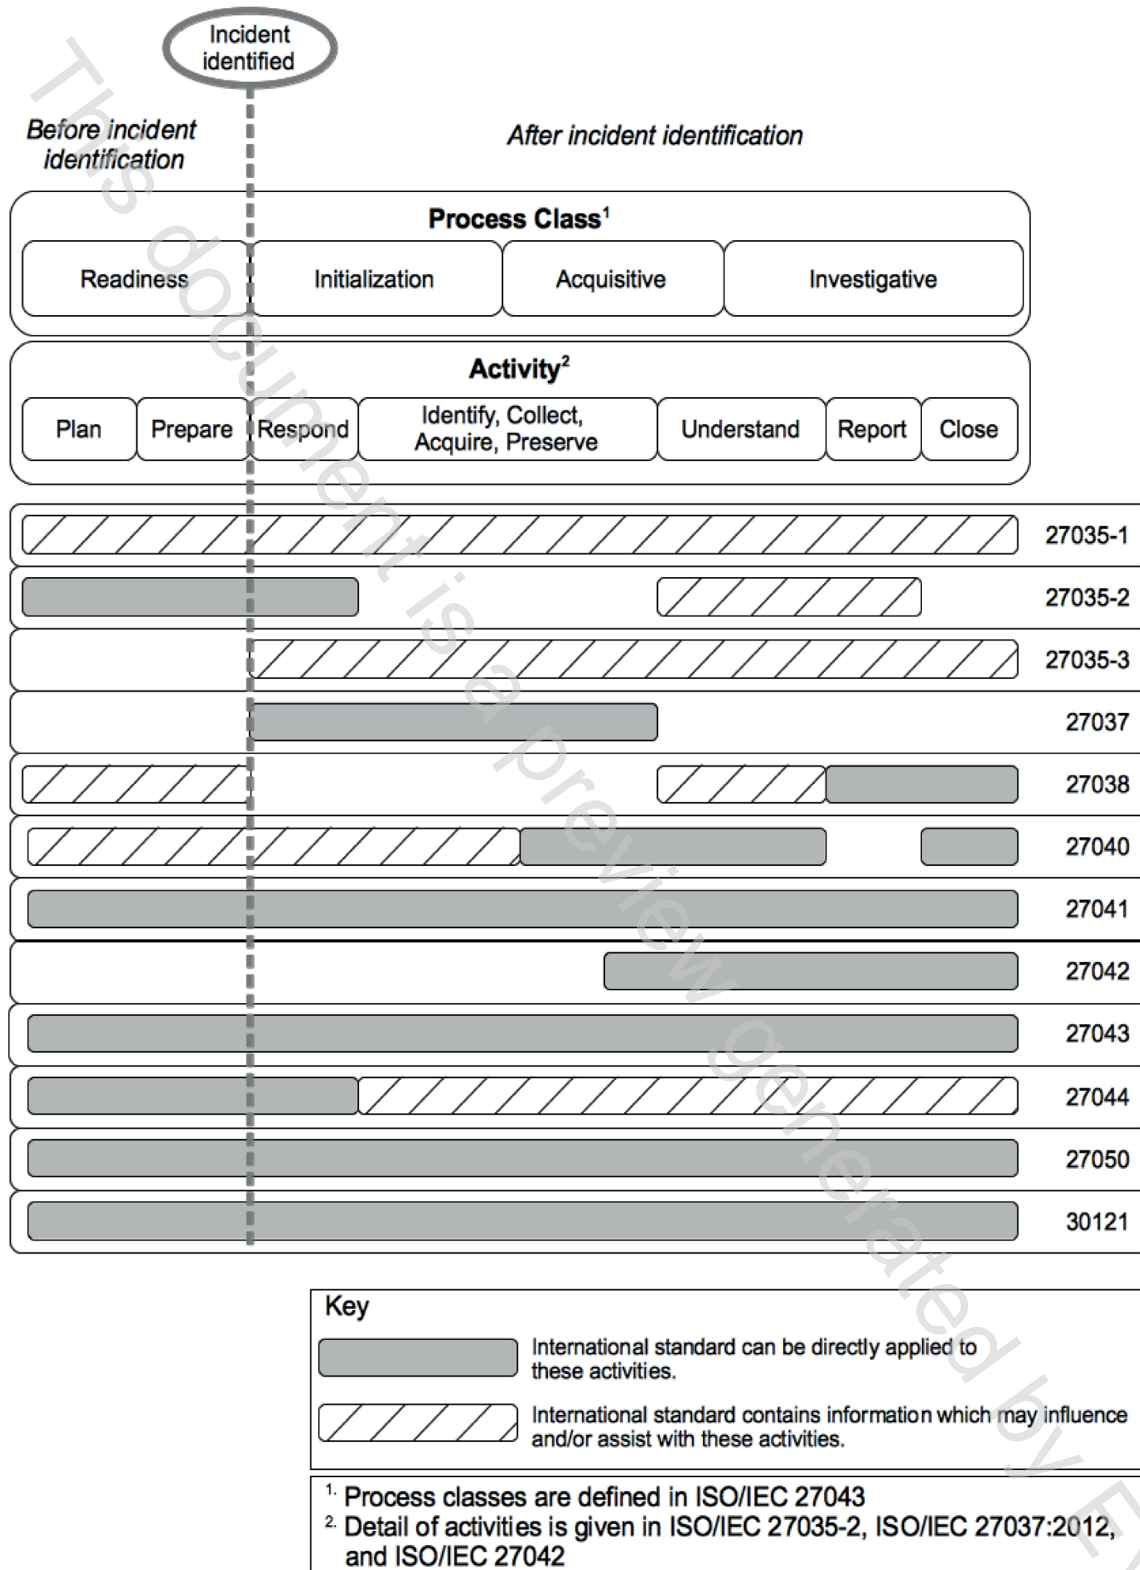 Incident
identified
Before incident
identification
After incident identification
Process Class1
Readiness
Initialization
Acquisitive
Investigative
Activity2
Plan
Prepare
Respond
Identify, Collect,
Acquire, Preserve
Understand
Report
Close
27035-1
27035-2
27035-3
27037
27038
27040
27041
27042
27043
27044
27050
30121
Key
International standard can be directly applied to
these activities.
International standard contains information which may influence
and/or assist with these activities.
1. Process classes are defined in ISO/IEC 27043
2. Detail of activities is given in ISO/IEC 27035-2, ISO/IEC 27037:2012,
and ISO/IEC 27042
This document is a preview generated by